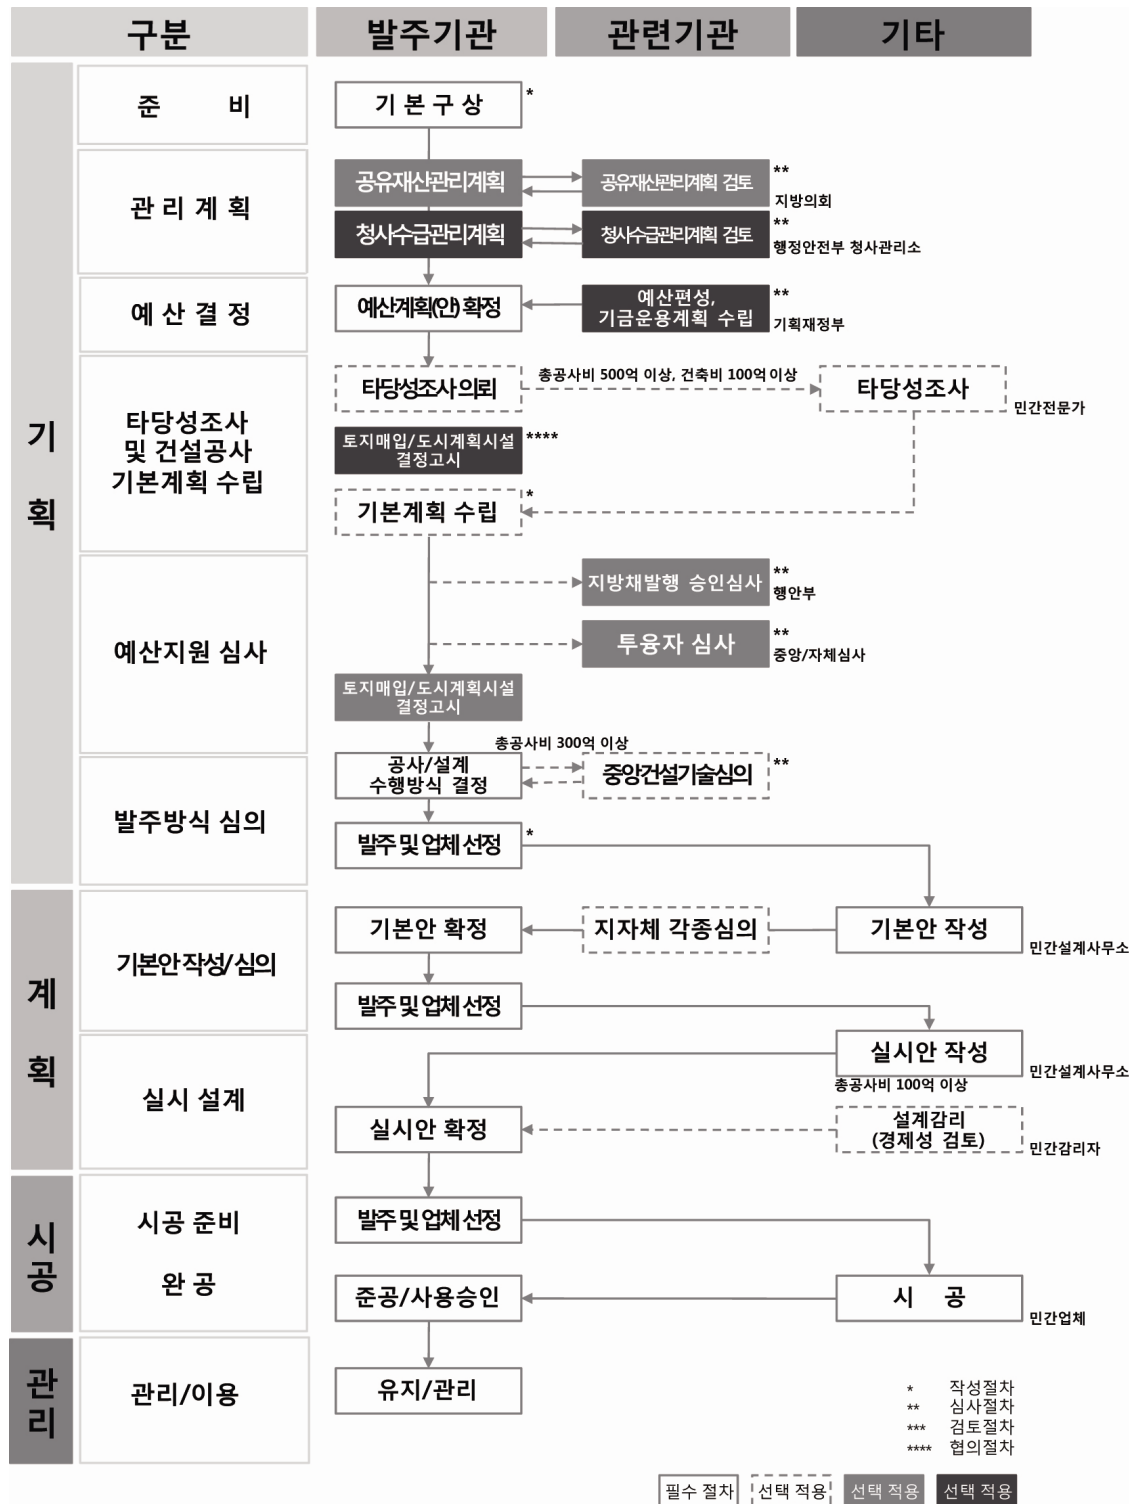 구분 발주기관 관련기관 기타
기 획
준 비
기 본 구 상 *
관 리 계 획
공유재산관리계획
공유재산관리계획 검토 **
지방의회
청사수급관리계획
청사수급관리계획 검토 **
행정안전부 청사관리소
예 산 결 정
예산계획(안) 확정
예산편성,
기금운용계획 수립 **
기획재정부
타당성조사
및 건설공사
기본계획 수립
타당성조사 의뢰
총공사비 500억 이상, 건축비 100억 이상
타당성조사
민간전문가
토지매입/도시계획시설
결정고시 ****
기본계획 수립 *
예산지원 심사
지방채발행 승인심사 **
행안부
투융자 심사 **
중앙/자체심사
토지매입/도시계획시설
결정고시
발주방식 심의
총공사비 300억 이상
공사/설계
수행방식 결정
중앙건설기술심의 **
발주 및 업체 선정 *
계 획
기본안 작성/ 심의
기본안 확정
지자체 각종심의
기본안 작성
민간설계사무소
발주 및 업체 선정
실시 설계
실시안 작성
민간설계사무소
총공사비 100억 이상
실시안 확정
설계감리
(경제성 검토)
민간감리자
시 공
시공 준비
완 공
발주 및 업체 선정
준공/사용승인
시 공
민간업체
관 리
관리/이용
유지/관리
* 작성절차
** 심사절차
*** 검토절차
**** 협의절차
필수 절차 선택 적용 선택 적용 선택 적용